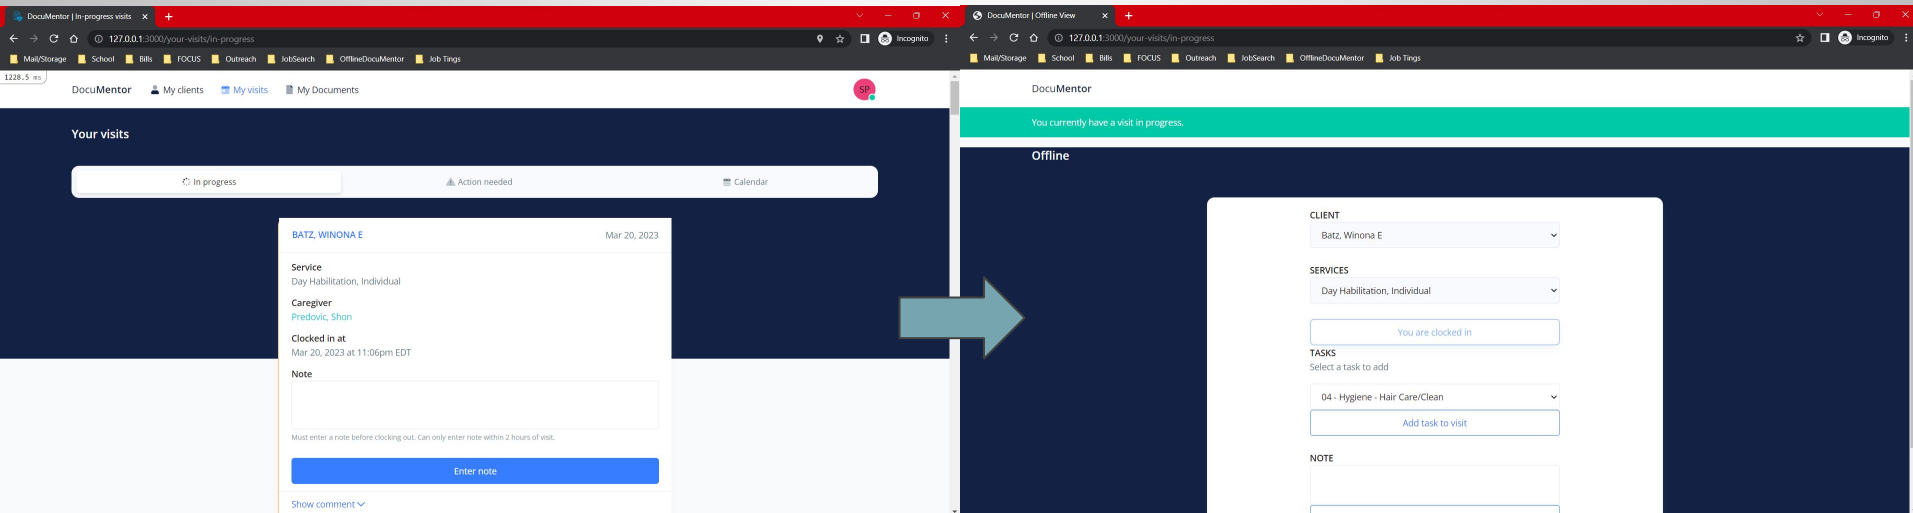 DocuMentor | In-progress visits
127.0.0.1:3000/your-visits/in-progress
Incognito
Mail/Storage School Bills FOCUS Outreach JobSearch OfflineDocuMentor Job Tings
1228.5 ms
DocuMentor My clients My visits My Documents SP
Your visits
In progress Action needed Calendar
BATZ, WINONA E Mar 20, 2023
Service
Day Habilitation, Individual
Caregiver
Predovic, Shon
Clocked in at
Mar 20, 2023 at 11:06pm EDT
Note
Must enter a note before clocking out. Can only enter note within 2 hours of visit.
Enter note
Show comment
DocuMentor | Offline View
127.0.0.1:3000/your-visits/in-progress
Incognito
Mail/Storage School Bills FOCUS Outreach JobSearch OfflineDocuMentor Job Tings
DocuMentor
You currently have a visit in progress.
Offline
CLIENT
Batz, Winona E
SERVICES
Day Habilitation, Individual
You are clocked in
TASKS
Select a task to add
04 - Hygiene - Hair Care/Clean
Add task to visit
NOTE